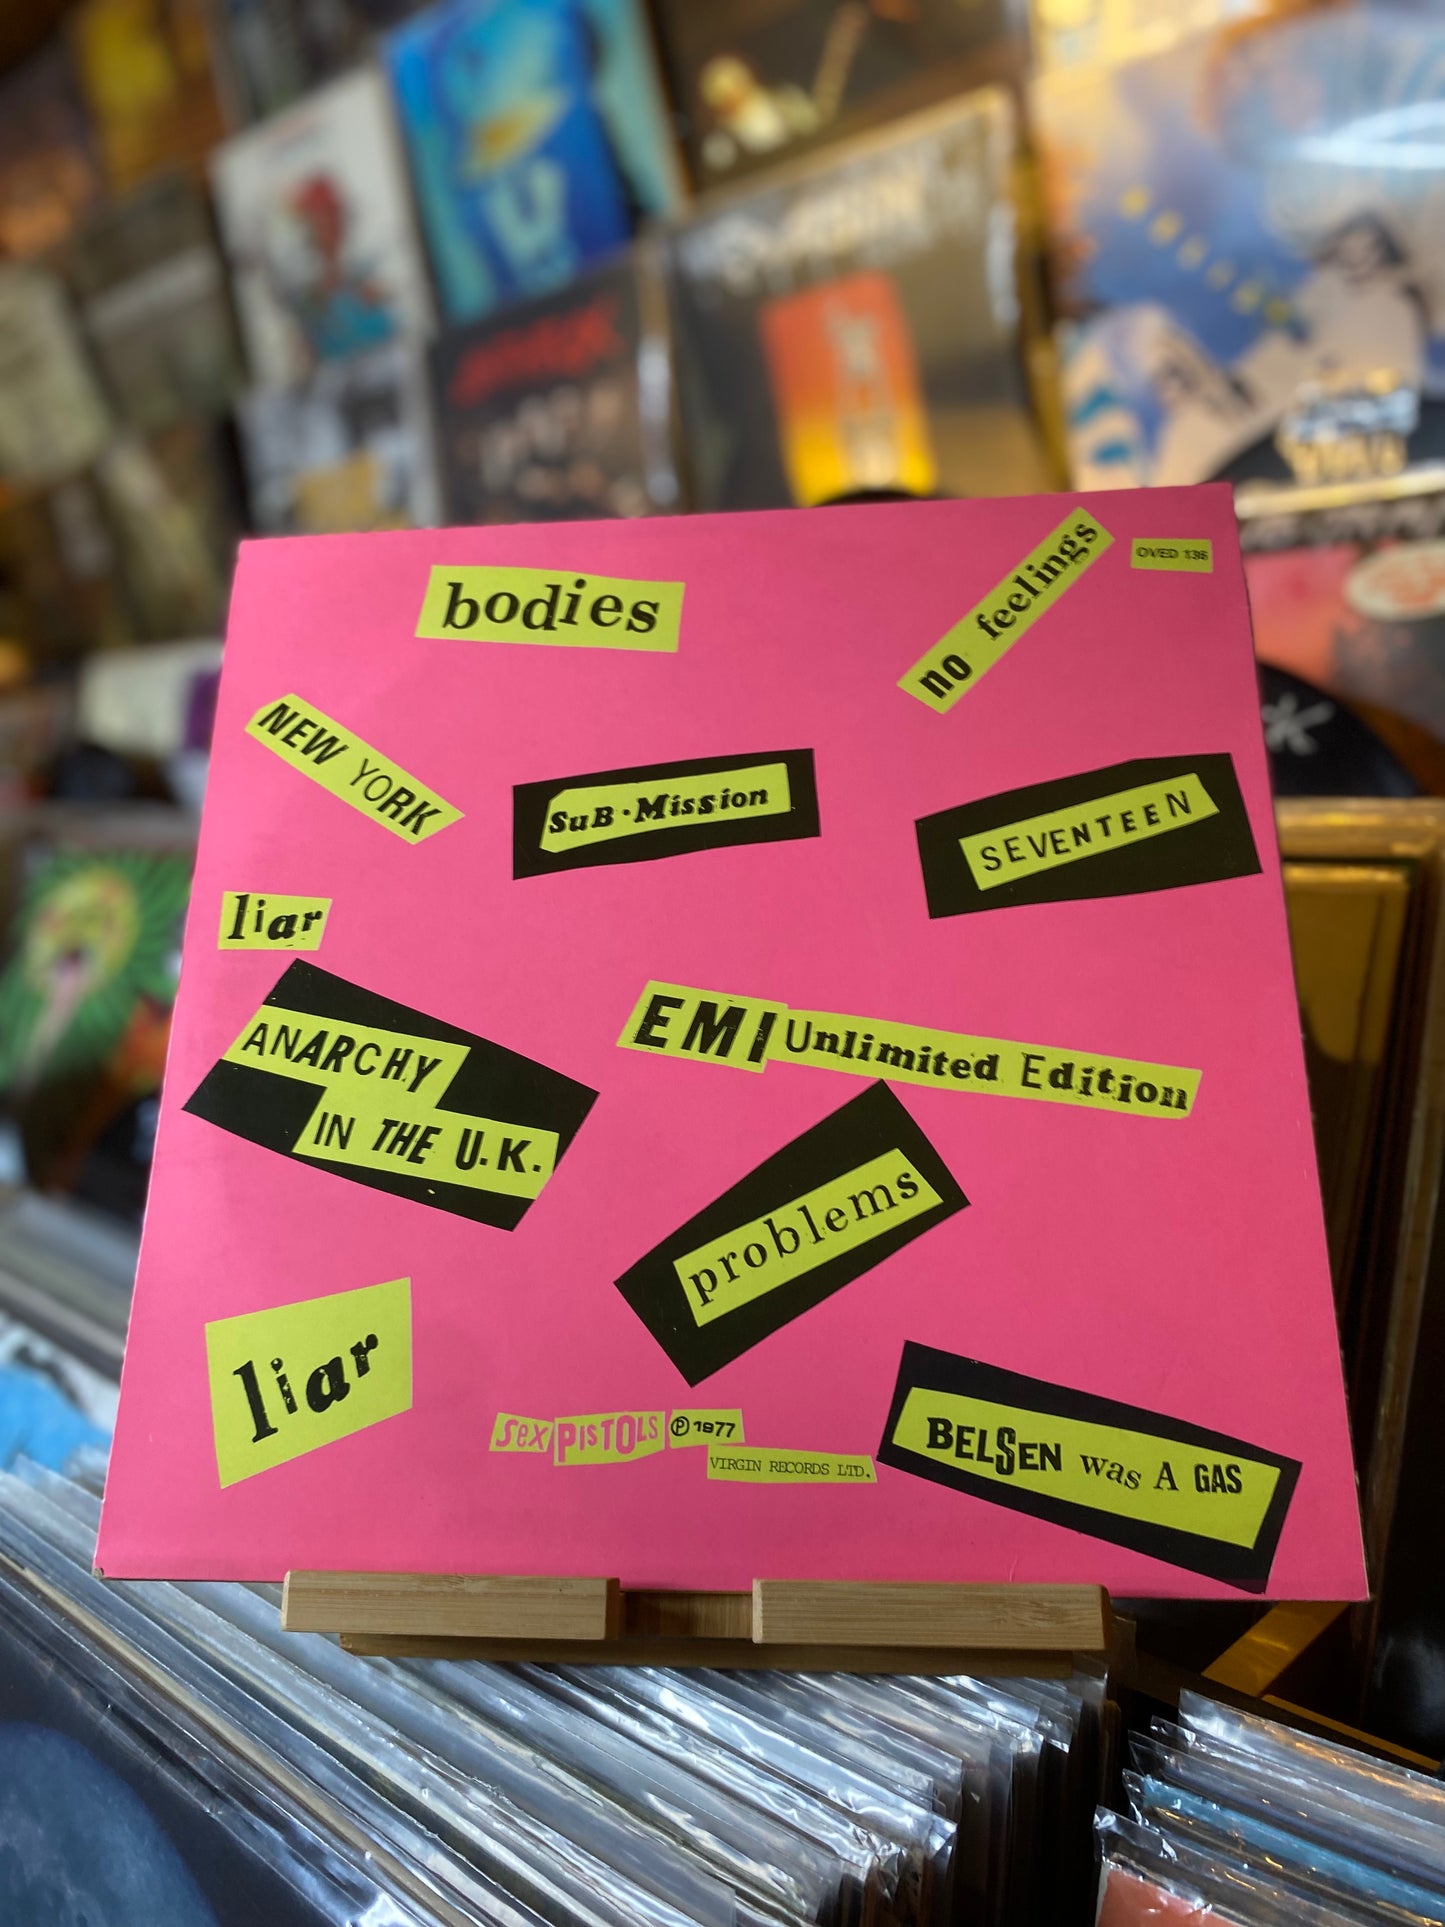 bodies
no feelings
OVED 136
NEW YORK
SuB·Mission
SEVENTEEN
liar
ANARCHY
IN THE U.K.
EMI Unlimited Edition
problems
liar
sex PISTOLS ℗ 1977
VIRGIN RECORDS LTD.
BELSEN was A GAS